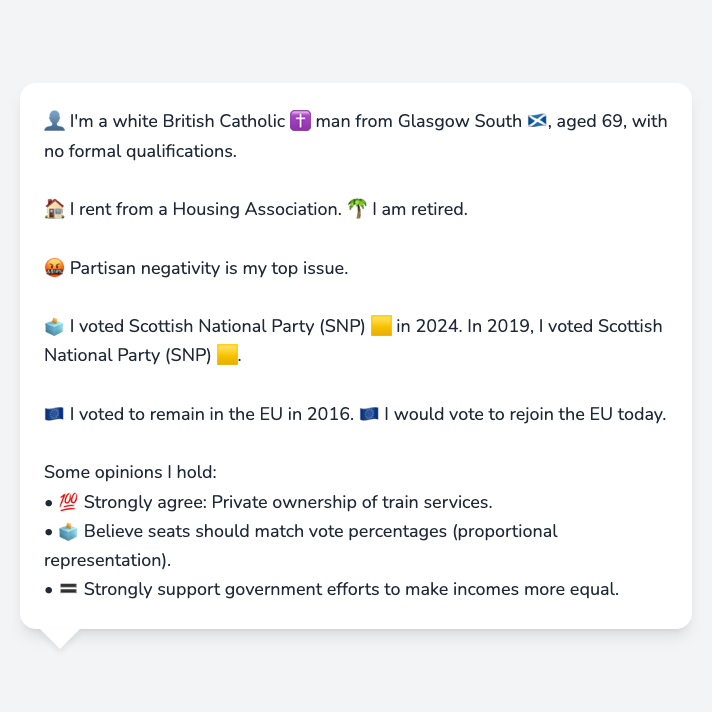 👤 I'm a white British Catholic ✝️ man from Glasgow South 🏴󠁧󠁢󠁳󠁣󠁴󠁿, aged 69, with
no formal qualifications.
🏠 I rent from a Housing Association. 🌴 I am retired.
🤬 Partisan negativity is my top issue.
🗳️ I voted Scottish National Party (SNP) 🟨 in 2024. In 2019, I voted Scottish
National Party (SNP) 🟨.
🇪🇺 I voted to remain in the EU in 2016. 🇪🇺 I would vote to rejoin the EU today.
Some opinions I hold:
• 💯 Strongly agree: Private ownership of train services.
• 🗳️ Believe seats should match vote percentages (proportional
representation).
• 🟰 Strongly support government efforts to make incomes more equal.